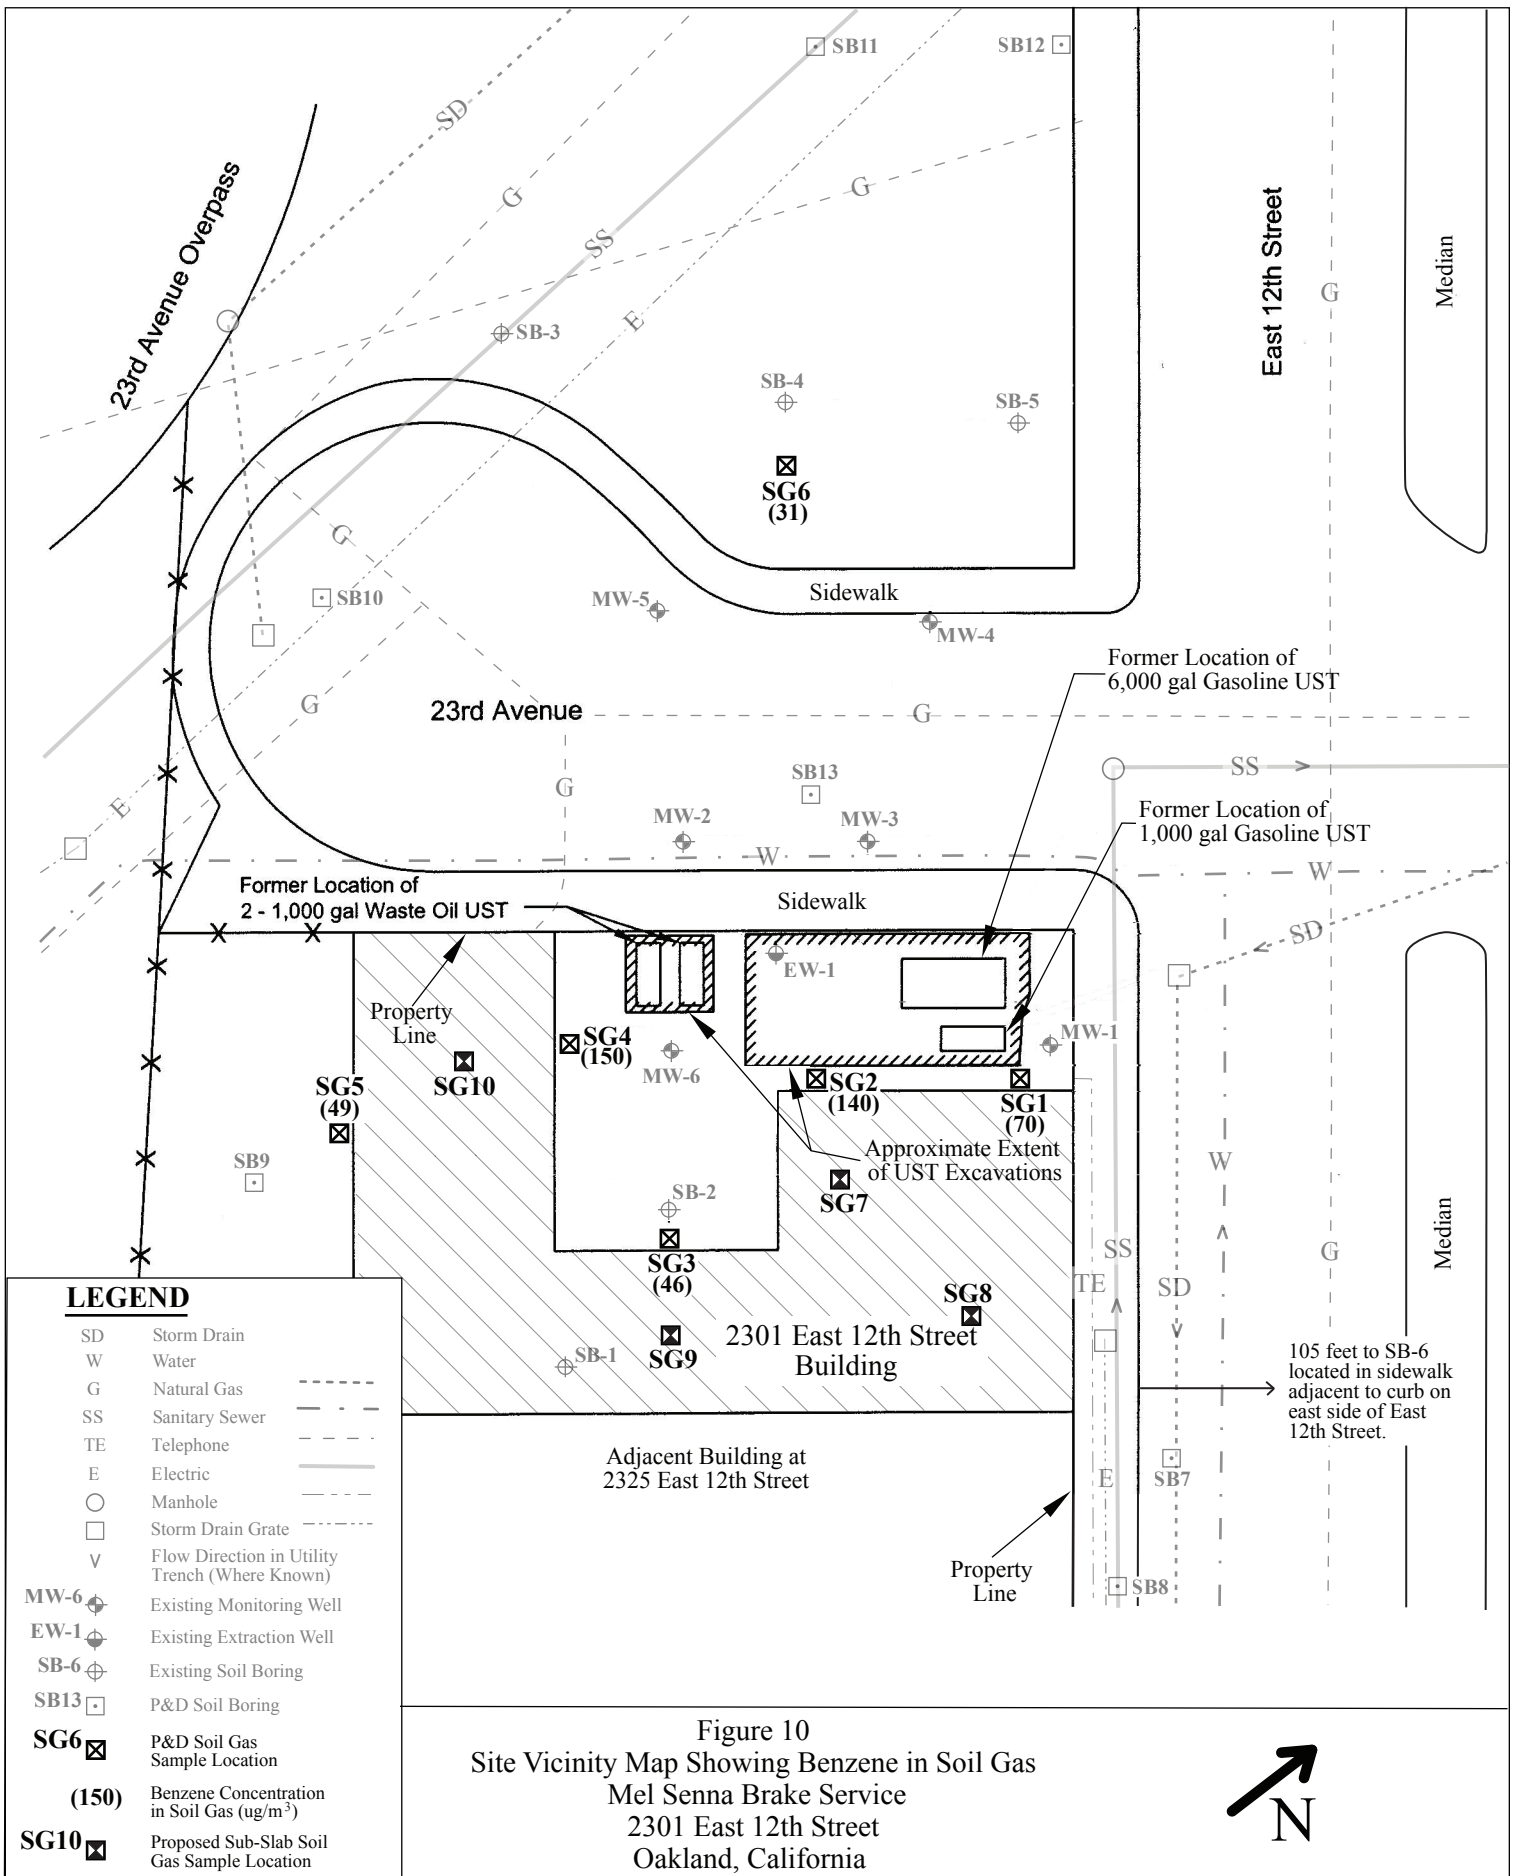 SB11
SB12
SD
G
G
SS
23rd Avenue Overpass
East 12th Street
Median
G
E
SB-3
SB-4
SB-5
SG6
(31)
G
Sidewalk
SB10
MW-5
MW-4
Former Location of
6,000 gal Gasoline UST
G
23rd Avenue
G
SS
SB13
G
E
Former Location of
1,000 gal Gasoline UST
MW-2
MW-3
W
W
Former Location of
2 - 1,000 gal Waste Oil UST
Sidewalk
SD
EW-1
Property
Line
SG4
(150)
MW-6
MW-1
SG10
SG5
(49)
SG2
(140)
SG1
(70)
Approximate Extent
of UST Excavations
SB9
W
SB-2
SG7
SG3
(46)
SS
G
Median
TE
SD
SG8
2301 East 12th Street
Building
SG9
SB-1
105 feet to SB-6
located in sidewalk
adjacent to curb on
east side of East
12th Street.
Adjacent Building at
2325 East 12th Street
E
SB7
Property
Line
SB8
LEGEND
SD Storm Drain
W Water
G Natural Gas
SS Sanitary Sewer
TE Telephone
E Electric
Manhole
Storm Drain Grate
Flow Direction in Utility
Trench (Where Known)
MW-6 Existing Monitoring Well
EW-1 Existing Extraction Well
SB-6 Existing Soil Boring
SB13 P&D Soil Boring
SG6 P&D Soil Gas
Sample Location
(150) Benzene Concentration
in Soil Gas (ug/m³)
SG10 Proposed Sub-Slab Soil
Gas Sample Location
Figure 10
Site Vicinity Map Showing Benzene in Soil Gas
Mel Senna Brake Service
2301 East 12th Street
Oakland, California
N